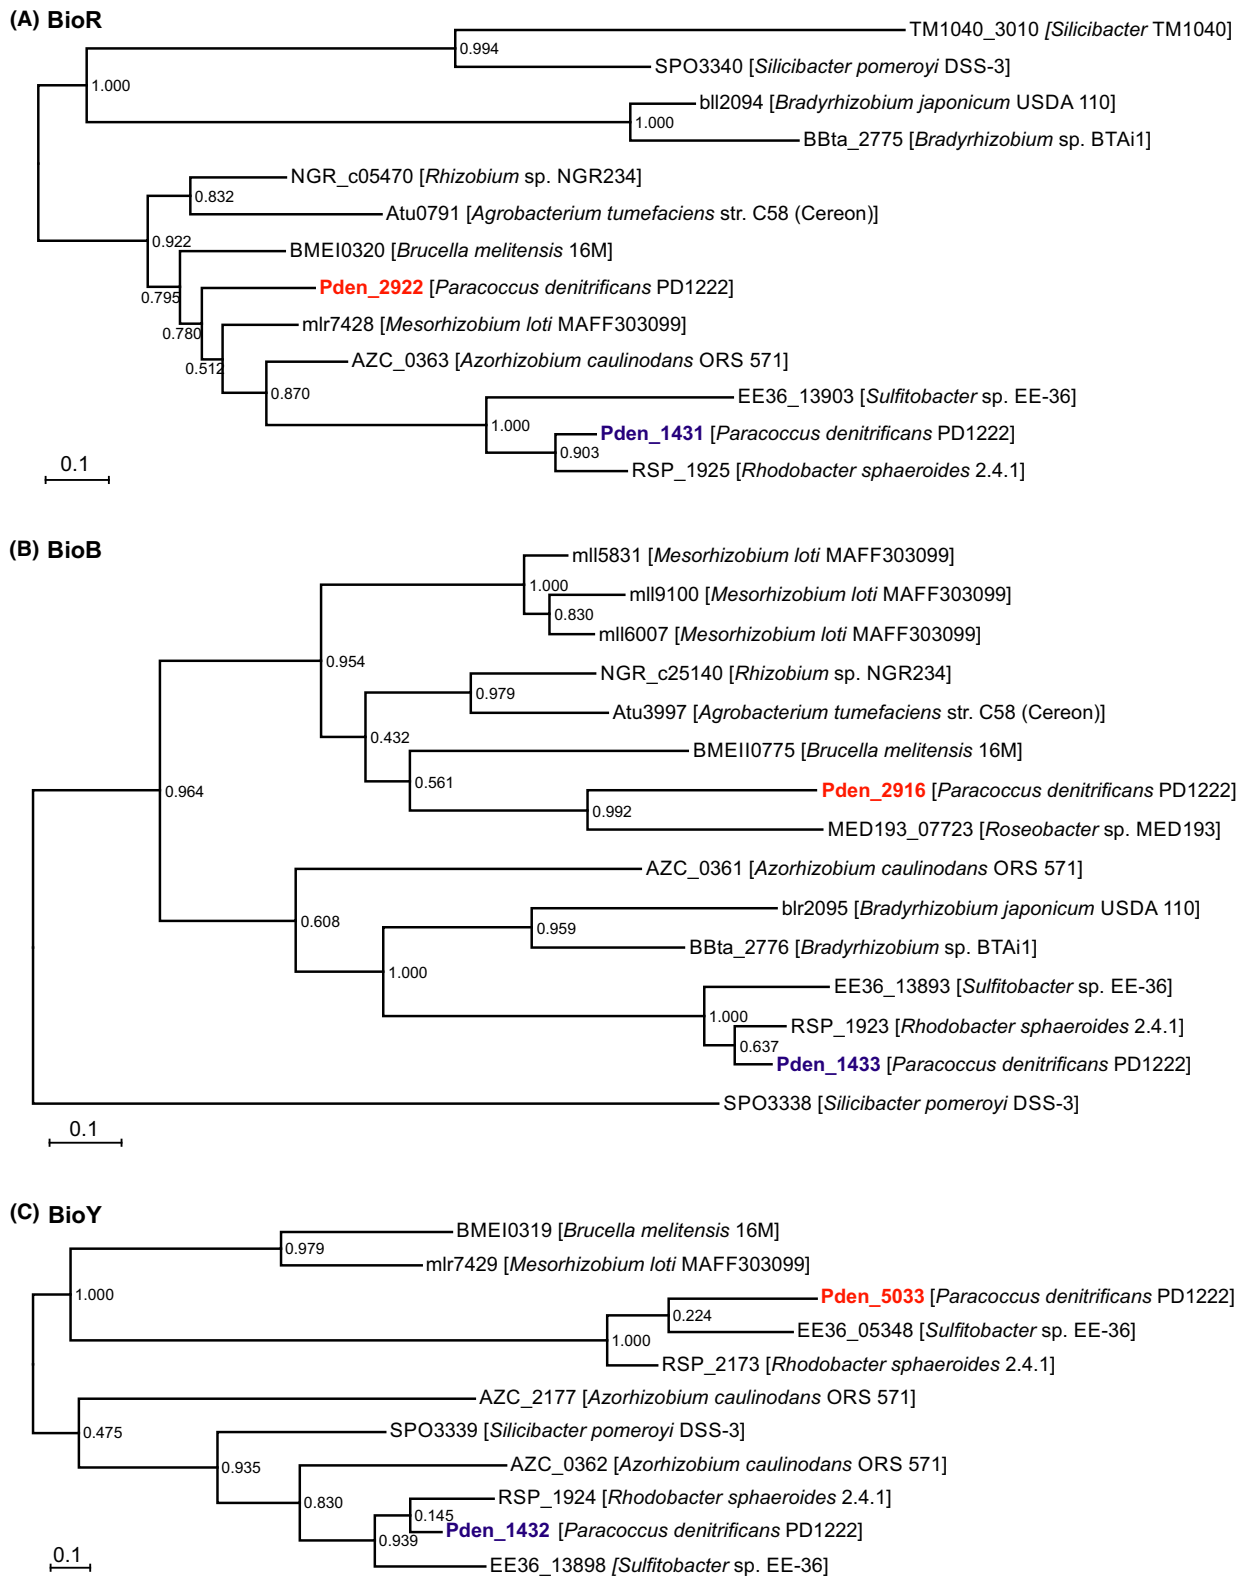 (A) BioR
TM1040_3010 [Silicibacter TM1040]
0.994
SPO3340 [Silicibacter pomeroyi DSS-3]
1.000
bll2094 [Bradyrhizobium japonicum USDA 110]
1.000
BBta_2775 [Bradyrhizobium sp. BTAi1]
NGR_c05470 [Rhizobium sp. NGR234]
0.832
Atu0791 [Agrobacterium tumefaciens str. C58 (Cereon)]
0.922
BMEI0320 [Brucella melitensis 16M]
0.795
Pden_2922 [Paracoccus denitrificans PD1222]
0.780
mlr7428 [Mesorhizobium loti MAFF303099]
0.512
AZC_0363 [Azorhizobium caulinodans ORS 571]
0.870
EE36_13903 [Sulfitobacter sp. EE-36]
1.000
Pden_1431 [Paracoccus denitrificans PD1222]
0.903
RSP_1925 [Rhodobacter sphaeroides 2.4.1]
0.1
(B) BioB
mll5831 [Mesorhizobium loti MAFF303099]
1.000
mll9100 [Mesorhizobium loti MAFF303099]
0.830
mll6007 [Mesorhizobium loti MAFF303099]
0.954
NGR_c25140 [Rhizobium sp. NGR234]
0.979
Atu3997 [Agrobacterium tumefaciens str. C58 (Cereon)]
0.432
BMEII0775 [Brucella melitensis 16M]
0.561
0.964
Pden_2916 [Paracoccus denitrificans PD1222]
0.992
MED193_07723 [Roseobacter sp. MED193]
AZC_0361 [Azorhizobium caulinodans ORS 571]
0.608
blr2095 [Bradyrhizobium japonicum USDA 110]
0.959
BBta_2776 [Bradyrhizobium sp. BTAi1]
1.000
EE36_13893 [Sulfitobacter sp. EE-36]
1.000
RSP_1923 [Rhodobacter sphaeroides 2.4.1]
0.637
Pden_1433 [Paracoccus denitrificans PD1222]
SPO3338 [Silicibacter pomeroyi DSS-3]
0.1
(C) BioY
BMEI0319 [Brucella melitensis 16M]
0.979
mlr7429 [Mesorhizobium loti MAFF303099]
1.000
Pden_5033 [Paracoccus denitrificans PD1222]
0.224
EE36_05348 [Sulfitobacter sp. EE-36]
1.000
RSP_2173 [Rhodobacter sphaeroides 2.4.1]
AZC_2177 [Azorhizobium caulinodans ORS 571]
0.475
SPO3339 [Silicibacter pomeroyi DSS-3]
0.935
AZC_0362 [Azorhizobium caulinodans ORS 571]
0.830
RSP_1924 [Rhodobacter sphaeroides 2.4.1]
0.145
Pden_1432 [Paracoccus denitrificans PD1222]
0.939
EE36_13898 [Sulfitobacter sp. EE-36]
0.1